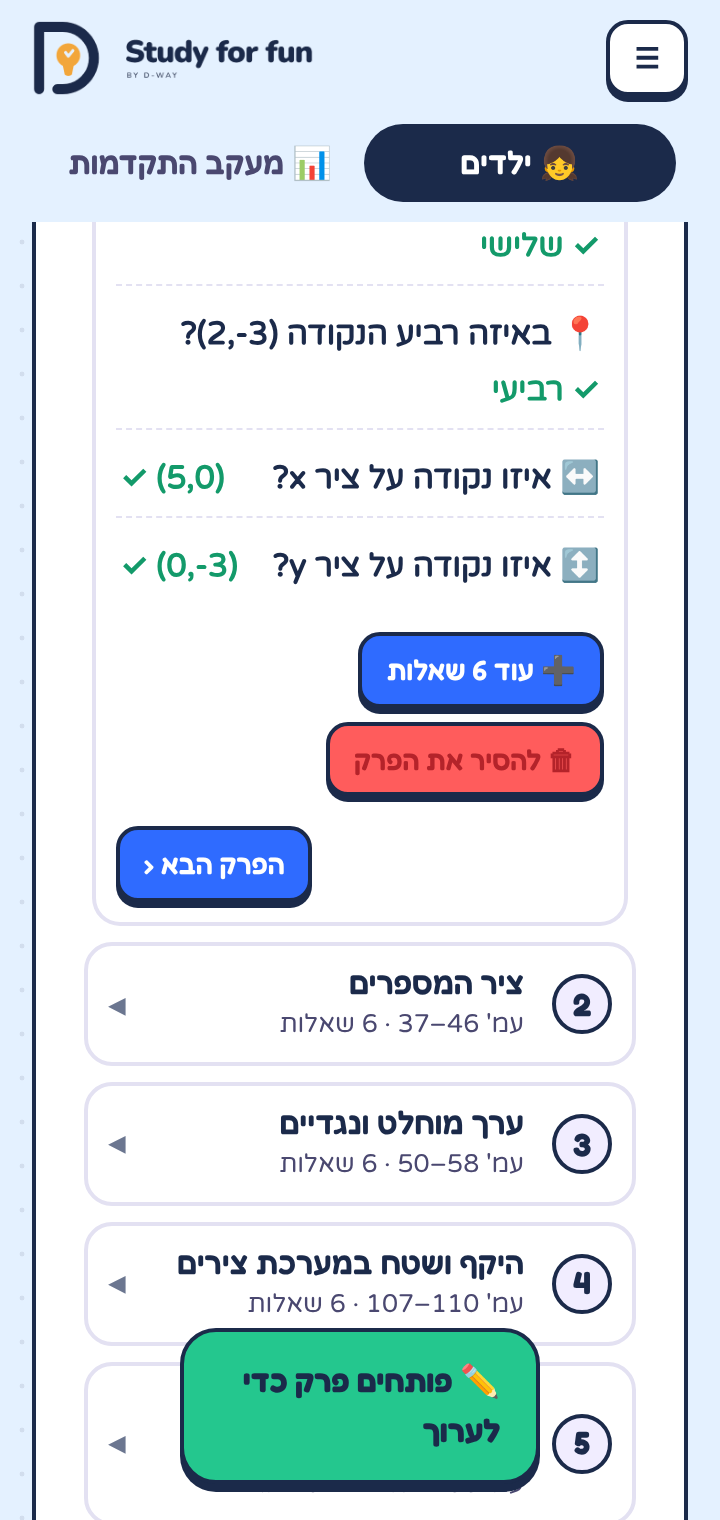 Study for fun
BY D-WAY
☰
👧 ילדים
📊 מעקב התקדמות
✓ שלישי
📍 באיזה רביע הנקודה (2,-3)?
✓ רביעי
↔️ איזו נקודה על ציר x?
(5,0) ✓
↕️ איזו נקודה על ציר y?
(0,-3) ✓
➕ עוד 6 שאלות
🗑 להסיר את הפרק
הפרק הבא ›
2
ציר המספרים
עמ' 37–46 · 6 שאלות
3
ערך מוחלט ונגדיים
עמ' 50–58 · 6 שאלות
4
היקף ושטח במערכת צירים
עמ' 107–110 · 6 שאלות
5
✏️ פותחים פרק כדי
לערוך